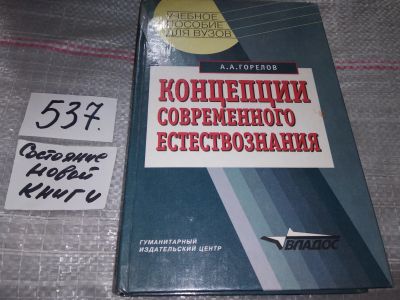 УЧЕБНОЕ
ПОСОБИЕ
ДЛЯ ВУЗОВ
А.А.ГОРЕЛОВ
КОНЦЕПЦИИ
СОВРЕМЕННОГО
ЕСТЕСТВОЗНАНИЯ
ГУМАНИТАРНЫЙ
ИЗДАТЕЛЬСКИЙ ЦЕНТР
ВЛАДОС
537.
Состояние
новой
книги